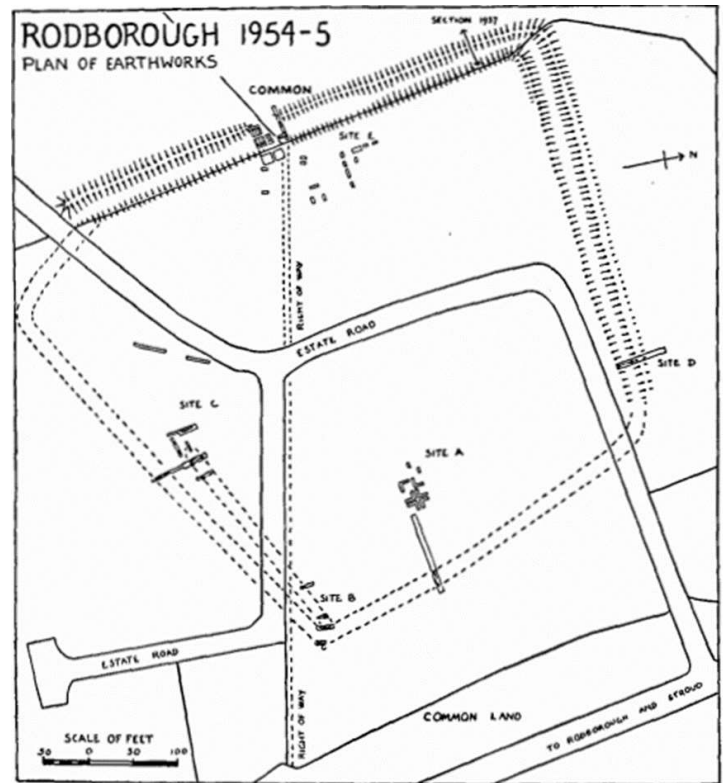 RODBOROUGH 1954-5
PLAN OF EARTHWORKS
SECTION 1937
COMMON
SITE E
N
RIGHT OF WAY
ESTATE ROAD
SITE D
SITE C
SITE A
SITE B
ESTATE ROAD
RIGHT OF WAY
COMMON LAND
TO RODBOROUGH AND STROUD
SCALE OF FEET
50 0 50 100